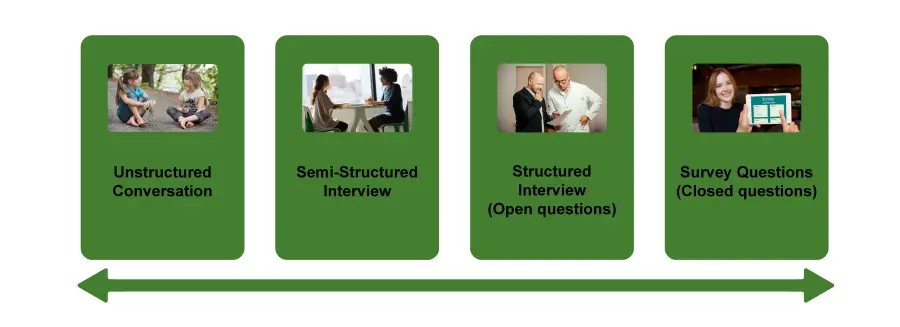 Unstructured
Conversation
Semi-Structured
Interview
Structured
Interview
(Open questions)
Survey Questions
(Closed questions)